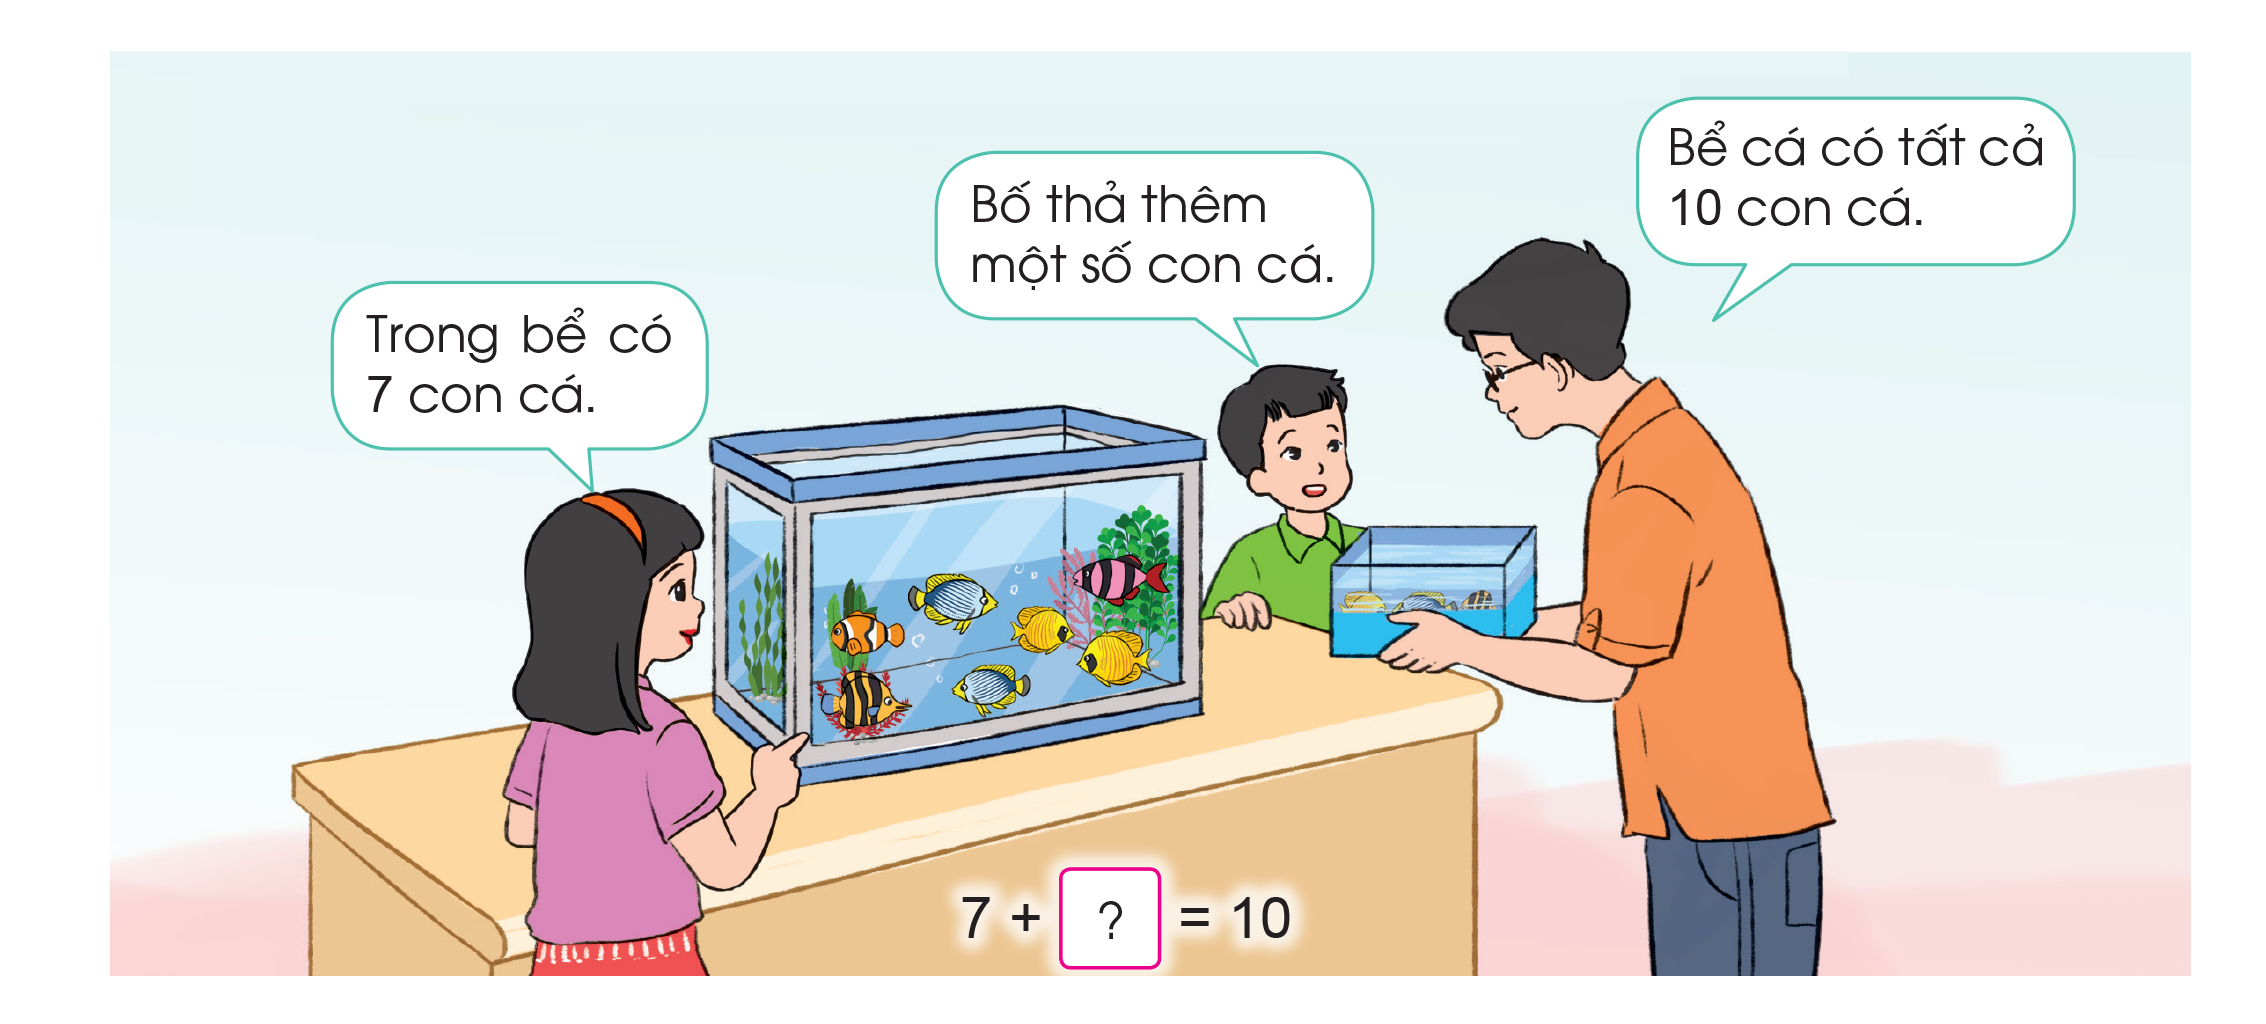 Trong bể có
7 con cá.
Bố thả thêm
một số con cá.
Bể cá có tất cả
10 con cá.
7 + ? = 10